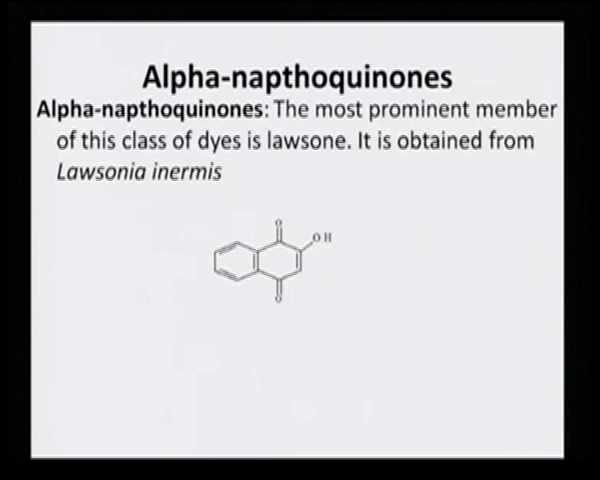 Alpha-napthoquinones
Alpha-napthoquinones: The most prominent member
of this class of dyes is lawsone. It is obtained from
Lawsonia inermis
O
OH
O